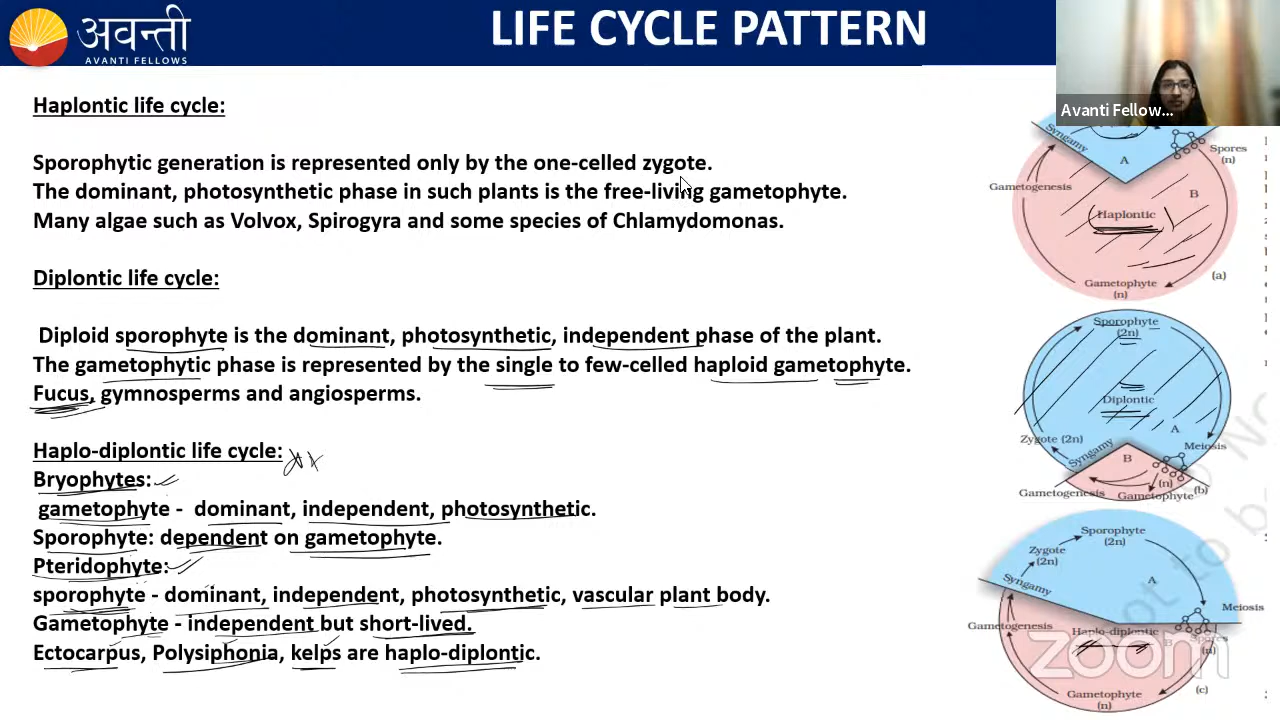 अवन्ती
AVANTI FELLOWS
LIFE CYCLE PATTERN
Avanti Fellow...
Haplontic life cycle:
Sporophytic generation is represented only by the one-celled zygote.
The dominant, photosynthetic phase in such plants is the free-living gametophyte.
Many algae such as Volvox, Spirogyra and some species of Chlamydomonas.
Diplontic life cycle:
Diploid sporophyte is the dominant, photosynthetic, independent phase of the plant.
The gametophytic phase is represented by the single to few-celled haploid gametophyte.
Fucus, gymnosperms and angiosperms.
Haplo-diplontic life cycle:
Bryophytes:
gametophyte - dominant, independent, photosynthetic.
Sporophyte: dependent on gametophyte.
Pteridophyte:
sporophyte - dominant, independent, photosynthetic, vascular plant body.
Gametophyte - independent but short-lived.
Ectocarpus, Polysiphonia, kelps are haplo-diplontic.
Syngamy
A
Spores
(n)
Gametogenesis
B
Haplontic
(a)
Gametophyte
(n)
Sporophyte
(2n)
Diplontic
A
Zygote (2n)
Syngamy
Meiosis
B
(n)
Gametogenesis
Gametophyte
(b)
Sporophyte
(2n)
Zygote
(2n)
Syngamy
A
Meiosis
Gametogenesis
Haplo-diplontic
B
Spores
(n)
zoom
Gametophyte
(n)
(c)